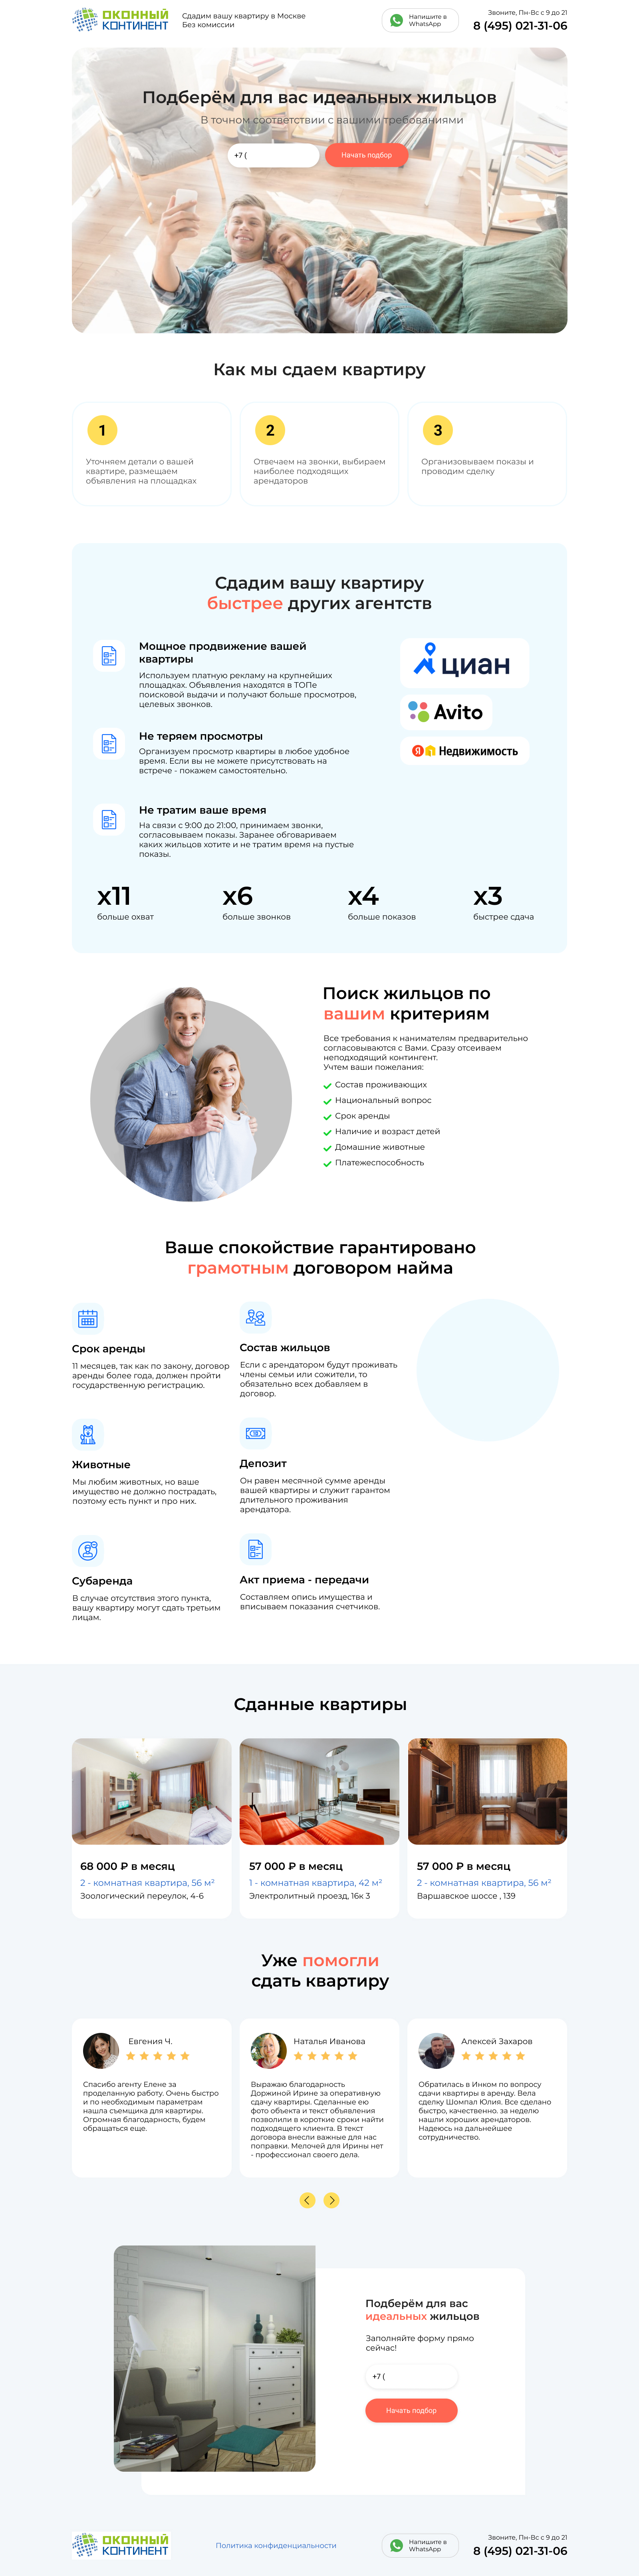 ОКОННЫЙ
КОНТИНЕНТ
Сдадим вашу квартиру в Москве
Без комиссии
Напишите в
WhatsApp
Звоните, Пн-Вс с 9 до 21
8 (495) 021-31-06
Подберём для вас идеальных жильцов
В точном соответствии с вашими требованиями
+7 (
Начать подбор
Как мы сдаем квартиру
1
Уточняем детали о вашей
квартире, размещаем
объявления на площадках
2
Отвечаем на звонки, выбираем
наиболее подходящих
арендаторов
3
Организовываем показы и
проводим сделку
Сдадим вашу квартиру
быстрее других агентств
Мощное продвижение вашей
квартиры
Используем платную рекламу на крупнейших
площадках. Объявления находятся в ТОПе
поисковой выдачи и получают больше просмотров,
целевых звонков.
Не теряем просмотры
Организуем просмотр квартиры в любое удобное
время. Если вы не можете присутствовать на
встрече - покажем самостоятельно.
Не тратим ваше время
На связи с 9:00 до 21:00, принимаем звонки,
согласовываем показы. Заранее обговариваем
каких жильцов хотите и не тратим время на пустые
показы.
циан
Avito
Я Недвижимость
x11
больше охват
x6
больше звонков
x4
больше показов
x3
быстрее сдача
Поиск жильцов по
вашим критериям
Все требования к нанимателям предварительно
согласовываются с Вами. Сразу отсеиваем
неподходящий контингент.
Учтем ваши пожелания:
Состав проживающих
Национальный вопрос
Срок аренды
Наличие и возраст детей
Домашние животные
Платежеспособность
Ваше спокойствие гарантировано
грамотным договором найма
Срок аренды
11 месяцев, так как по закону, договор
аренды более года, должен пройти
государственную регистрацию.
Состав жильцов
Если с арендатором будут проживать
члены семьи или сожители, то
обязательно всех добавляем в
договор.
Животные
Мы любим животных, но ваше
имущество не должно пострадать,
поэтому есть пункт и про них.
Депозит
Он равен месячной сумме аренды
вашей квартиры и служит гарантом
длительного проживания
арендатора.
Субаренда
В случае отсутствия этого пункта,
вашу квартиру могут сдать третьим
лицам.
Акт приема - передачи
Составляем опись имущества и
вписываем показания счетчиков.
Сданные квартиры
68 000 ₽ в месяц
2 - комнатная квартира, 56 м²
Зоологический переулок, 4-6
57 000 ₽ в месяц
1 - комнатная квартира, 42 м²
Электролитный проезд, 16к 3
57 000 ₽ в месяц
2 - комнатная квартира, 56 м²
Варшавское шоссе , 139
Уже помогли
сдать квартиру
Евгения Ч.
Спасибо агенту Елене за
проделанную работу. Очень быстро
и по необходимым параметрам
нашла съемщика для квартиры.
Огромная благодарность, будем
обращаться еще.
Наталья Иванова
Выражаю благодарность
Доржиной Ирине за оперативную
сдачу квартиры. Сделанные ею
фото объекта и текст объявления
позволили в короткие сроки найти
подходящего клиента. В текст
договора внесли важные для нас
поправки. Мелочей для Ирины нет
- профессионал своего дела.
Алексей Захаров
Обратилась в Инком по вопросу
сдачи квартиры в аренду. Вела
сделку Шомпал Юлия. Все сделано
быстро, качественно. за неделю
нашли хороших арендаторов.
Надеюсь на дальнейшее
сотрудничество.
Подберём для вас
идеальных жильцов
Заполняйте форму прямо
сейчас!
+7 (
Начать подбор
ОКОННЫЙ
КОНТИНЕНТ
Политика конфиденциальности
Напишите в
WhatsApp
Звоните, Пн-Вс с 9 до 21
8 (495) 021-31-06